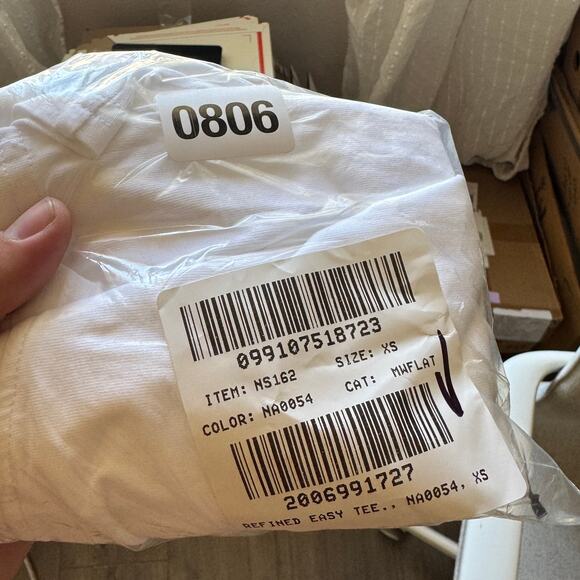 0806
099107518723
ITEM: NS162 SIZE: XS
COLOR: NA0054 CAT: MWFLAT
2006991727
REFINED EASY TEE., NA0054, XS